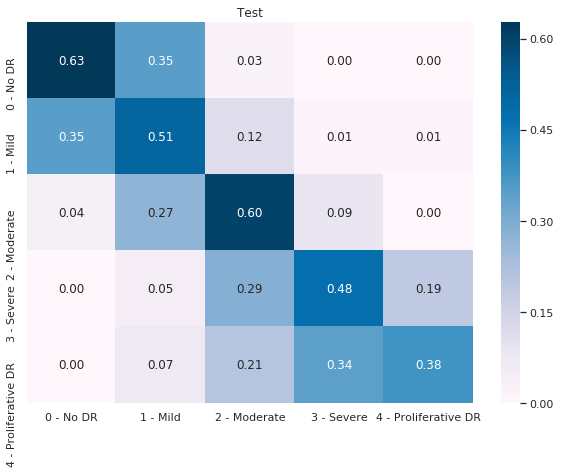 Test
0 - No DR
0.63 0.35 0.03 0.00 0.00
1 - Mild
0.35 0.51 0.12 0.01 0.01
2 - Moderate
0.04 0.27 0.60 0.09 0.00
3 - Severe
0.00 0.05 0.29 0.48 0.19
4 - Proliferative DR
0.00 0.07 0.21 0.34 0.38
0 - No DR 1 - Mild 2 - Moderate 3 - Severe 4 - Proliferative DR
0.60
0.45
0.30
0.15
0.00